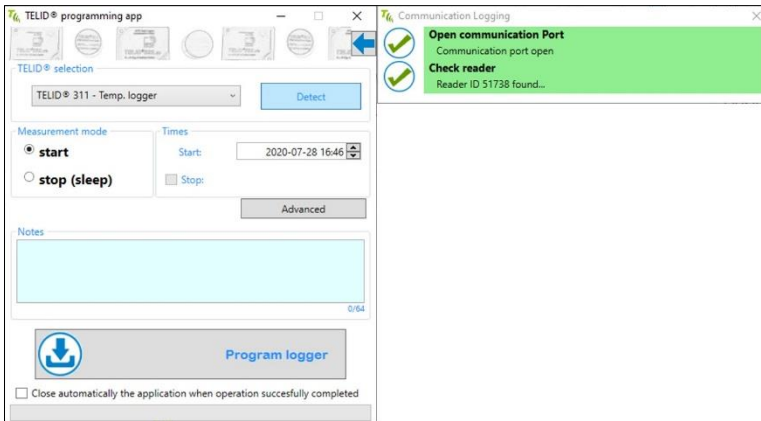 TELID® programming app
TELID® selection
TELID® 311 - Temp. logger
Detect
Measurement mode
start
stop (sleep)
Times
Start:
2020-07-28 16:46
Stop:
Advanced
Notes
0/64
Program logger
Close automatically the application when operation succesfully completed
Communication Logging
Open communication Port
Communication port open
Check reader
Reader ID 51738 found...